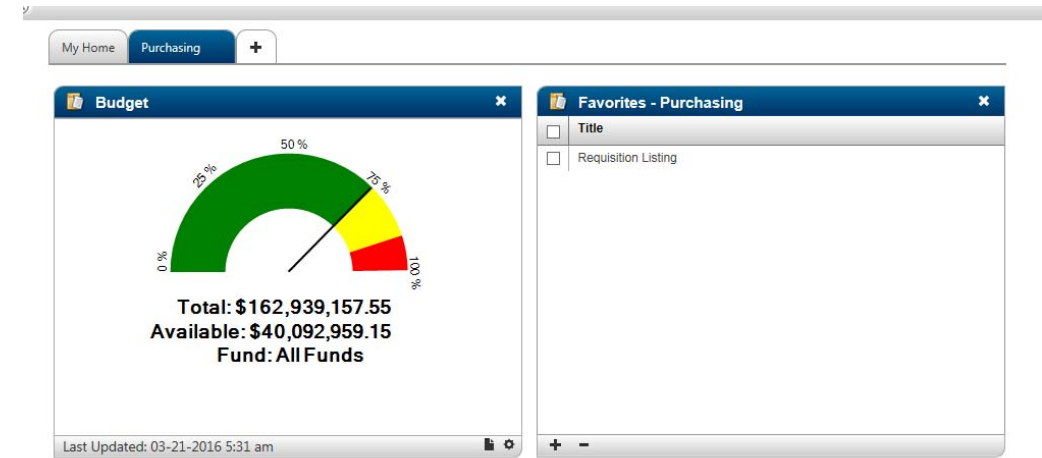 My Home
Purchasing
Budget
Favorites - Purchasing
Title
Requisition Listing
0 %
25 %
50 %
75 %
100 %
Total: $162,939,157.55
Available: $40,092,959.15
Fund: All Funds
Last Updated: 03-21-2016 5:31 am